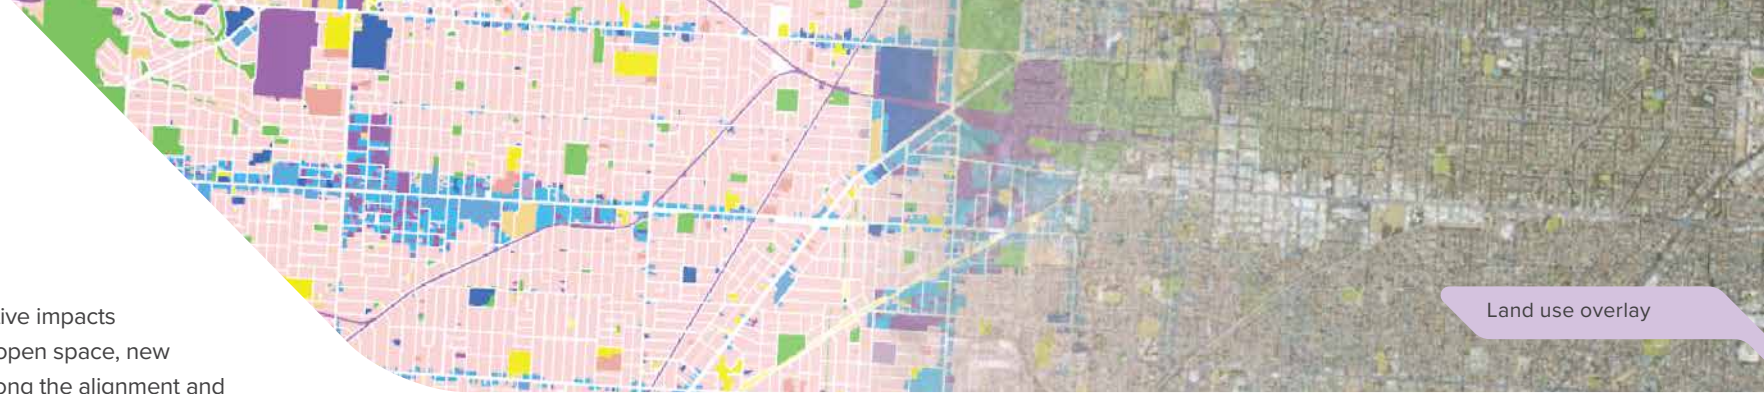 ive impacts
open space, new
ong the alignment and
Land use overlay